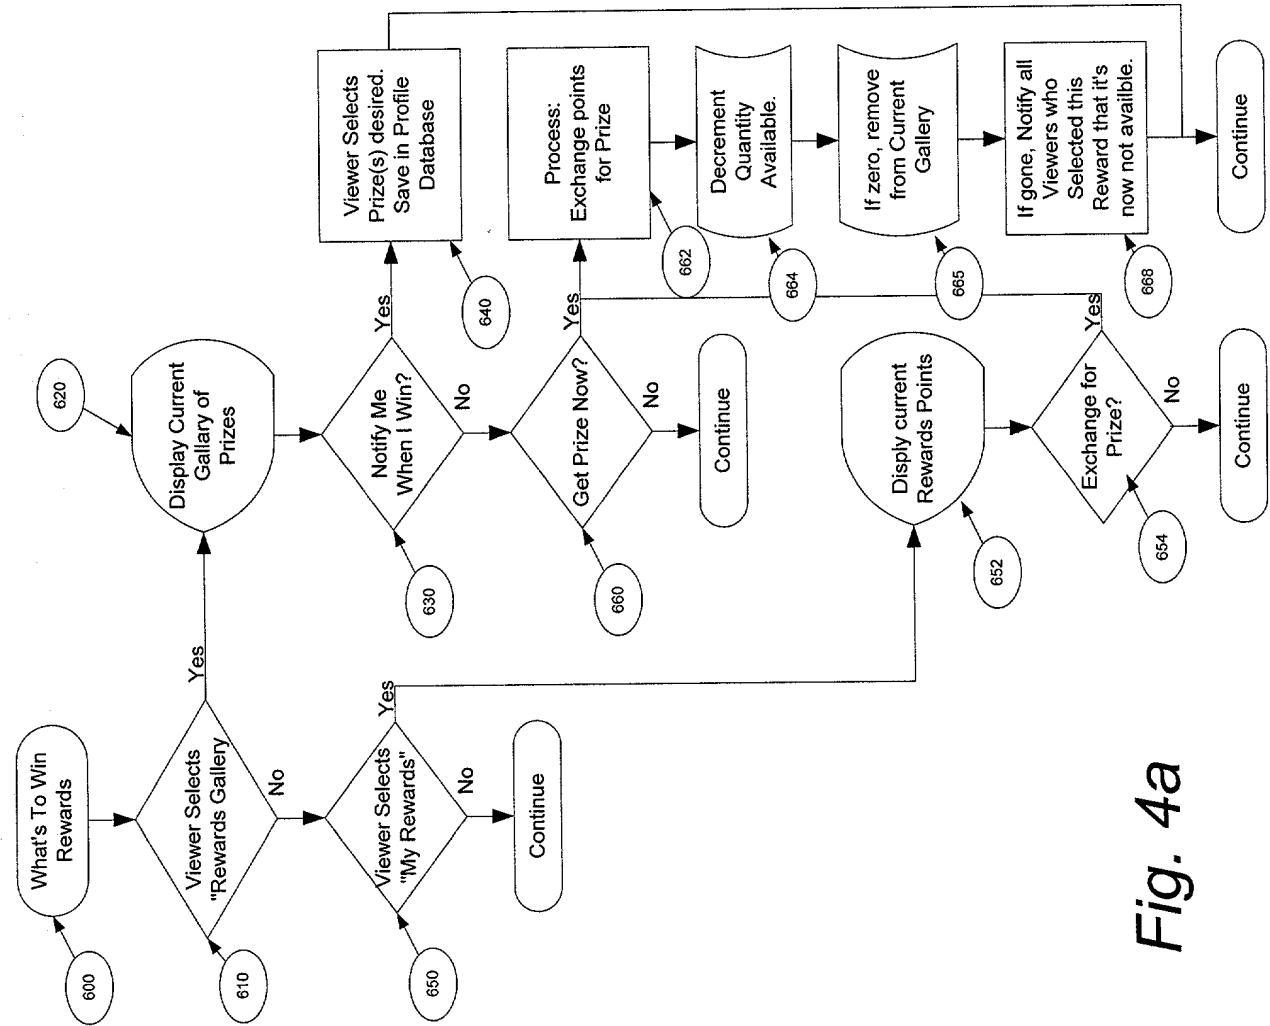 600
What's To Win
Rewards
610
Viewer Selects
"Rewards Gallery
Yes
No
620
Display Current
Gallary of
Prizes
630
Notify Me
When I Win?
Yes
No
640
Viewer Selects
Prize(s) desired.
Save in Profile
Database
650
Viewer Selects
"My Rewards"
Yes
No
Continue
660
Get Prize Now?
Yes
No
Continue
662
Process:
Exchange points
for Prize
664
Decrement
Quantity
Available.
665
If zero, remove
from Current
Gallery
668
If gone, Notify all
Viewers who
Selected this
Reward that it's
now not availble.
Continue
652
Disply current
Rewards Points
654
Exchange for
Prize?
Yes
No
Continue
Fig. 4a